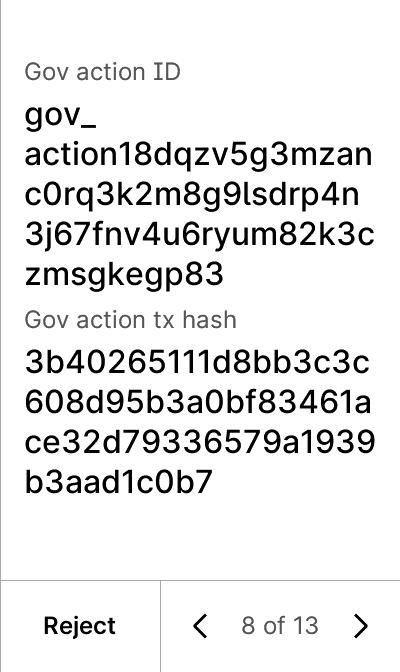 Gov action ID
gov_
action18dqzv5g3mzan
c0rq3k2m8g9lsdrp4n
3j67fnv4u6ryum82k3c
zmsgkegp83
Gov action tx hash
3b40265111d8bb3c3c
608d95b3a0bf83461a
ce32d79336579a1939
b3aad1c0b7
Reject
8 of 13